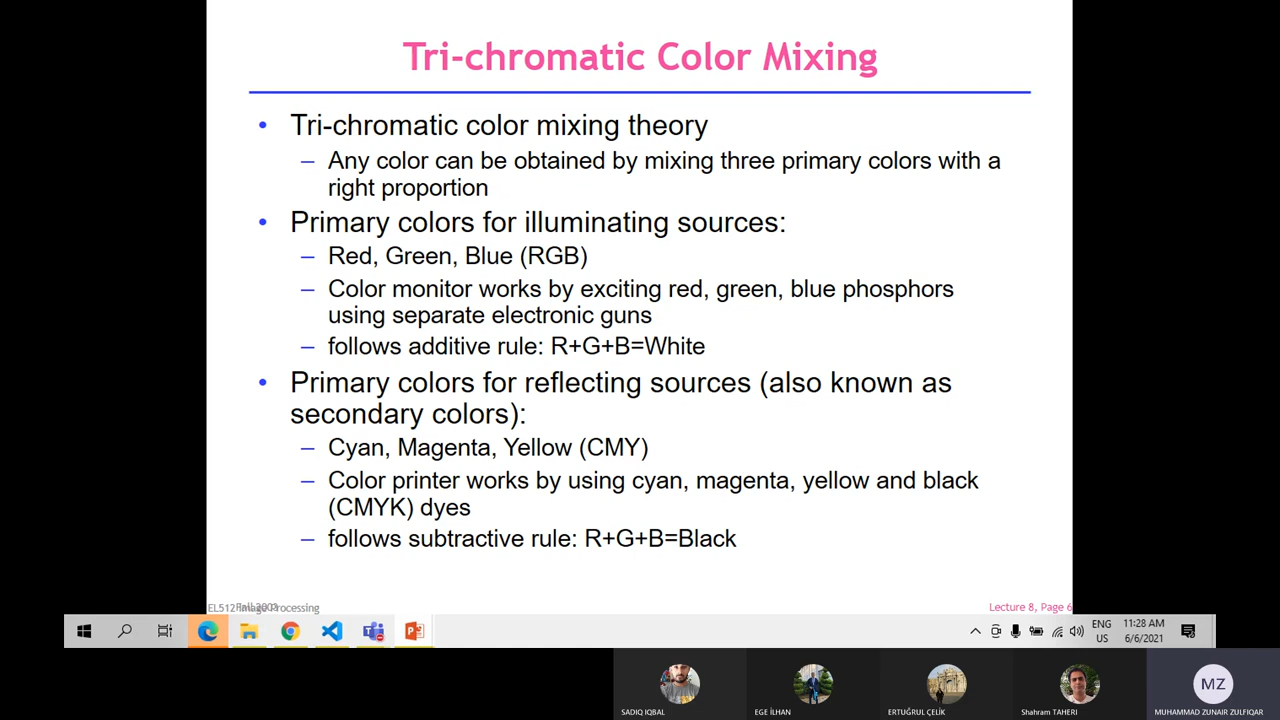 Tri-chromatic Color Mixing
• Tri-chromatic color mixing theory
– Any color can be obtained by mixing three primary colors with a
right proportion
• Primary colors for illuminating sources:
– Red, Green, Blue (RGB)
– Color monitor works by exciting red, green, blue phosphors
using separate electronic guns
– follows additive rule: R+G+B=White
• Primary colors for reflecting sources (also known as
secondary colors):
– Cyan, Magenta, Yellow (CMY)
– Color printer works by using cyan, magenta, yellow and black
(CMYK) dyes
– follows subtractive rule: R+G+B=Black
EL512 Image Processing
Lecture 8, Page 6
ENG
US
11:28 AM
6/6/2021
MZ
SADIQ IQBAL
EGE İLHAN
ERTUĞRUL ÇELİK
Shahram TAHERI
MUHAMMAD ZUNAIR ZULFIQAR